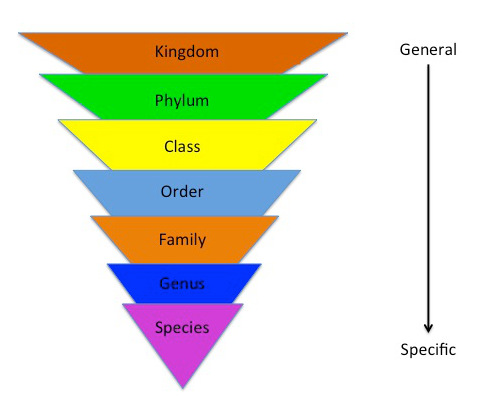 Kingdom
General
Phylum
Class
Order
Family
Genus
Species
Specific